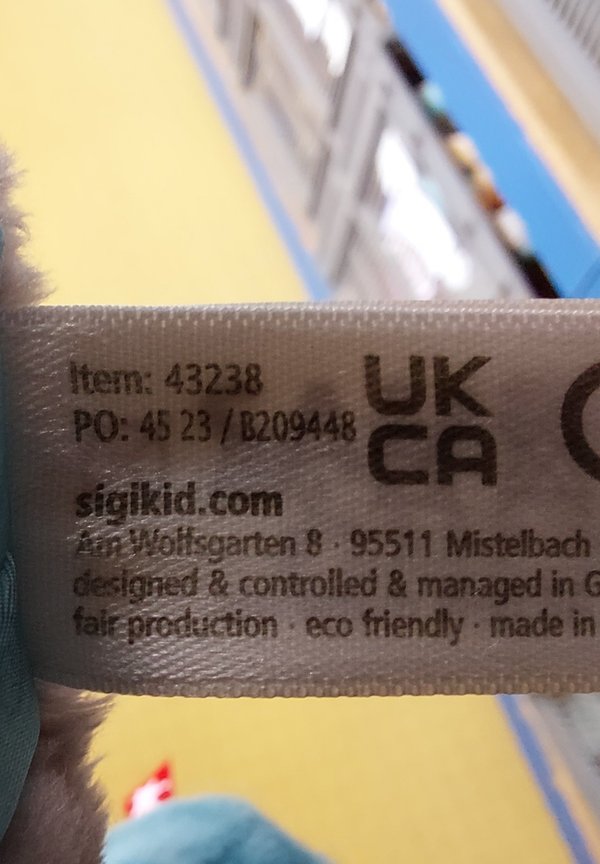 Item: 43238
PO: 45 23 / B209448
UK
CA
sigikid.com
Am Wolfsgarten 8 · 95511 Mistelbach
designed & controlled & managed in G
fair production · eco friendly · made in